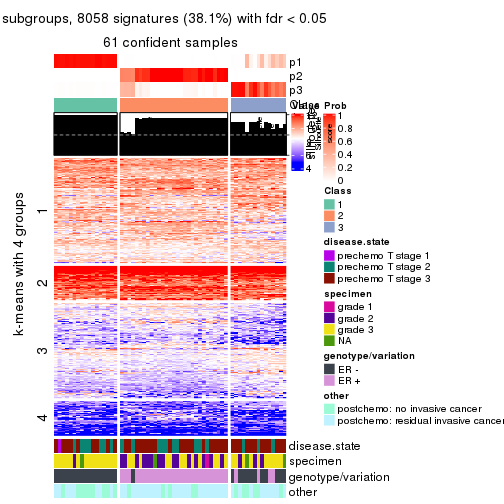 subgroups, 8058 signatures (38.1%) with fdr < 0.05
61 confident samples
p1
p2
p3
Class
Silhouette
score
Value
Prob
1
0.8
0.6
0.4
0.2
0
6
4
Class
1
2
3
disease.state
prechemo T stage 1
prechemo T stage 2
prechemo T stage 3
specimen
grade 1
grade 2
grade 3
NA
genotype/variation
ER -
ER +
other
postchemo: no invasive cancer
postchemo: residual invasive cancer
k-means with 4 groups
1
2
3
4
disease.state
specimen
genotype/variation
other